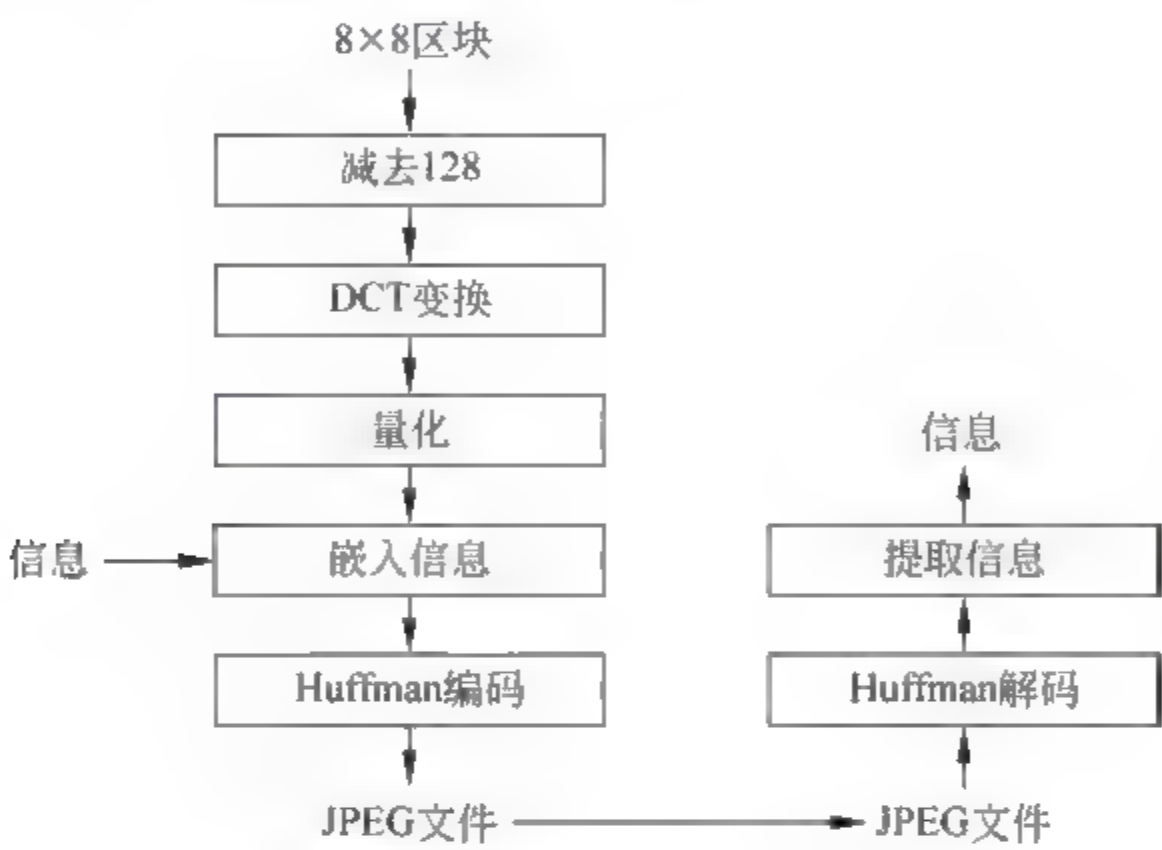 8×8区块
减去128
DCT变换
量化
信息
信息
嵌入信息
提取信息
Huffman编码
Huffman解码
JPEG文件
JPEG文件